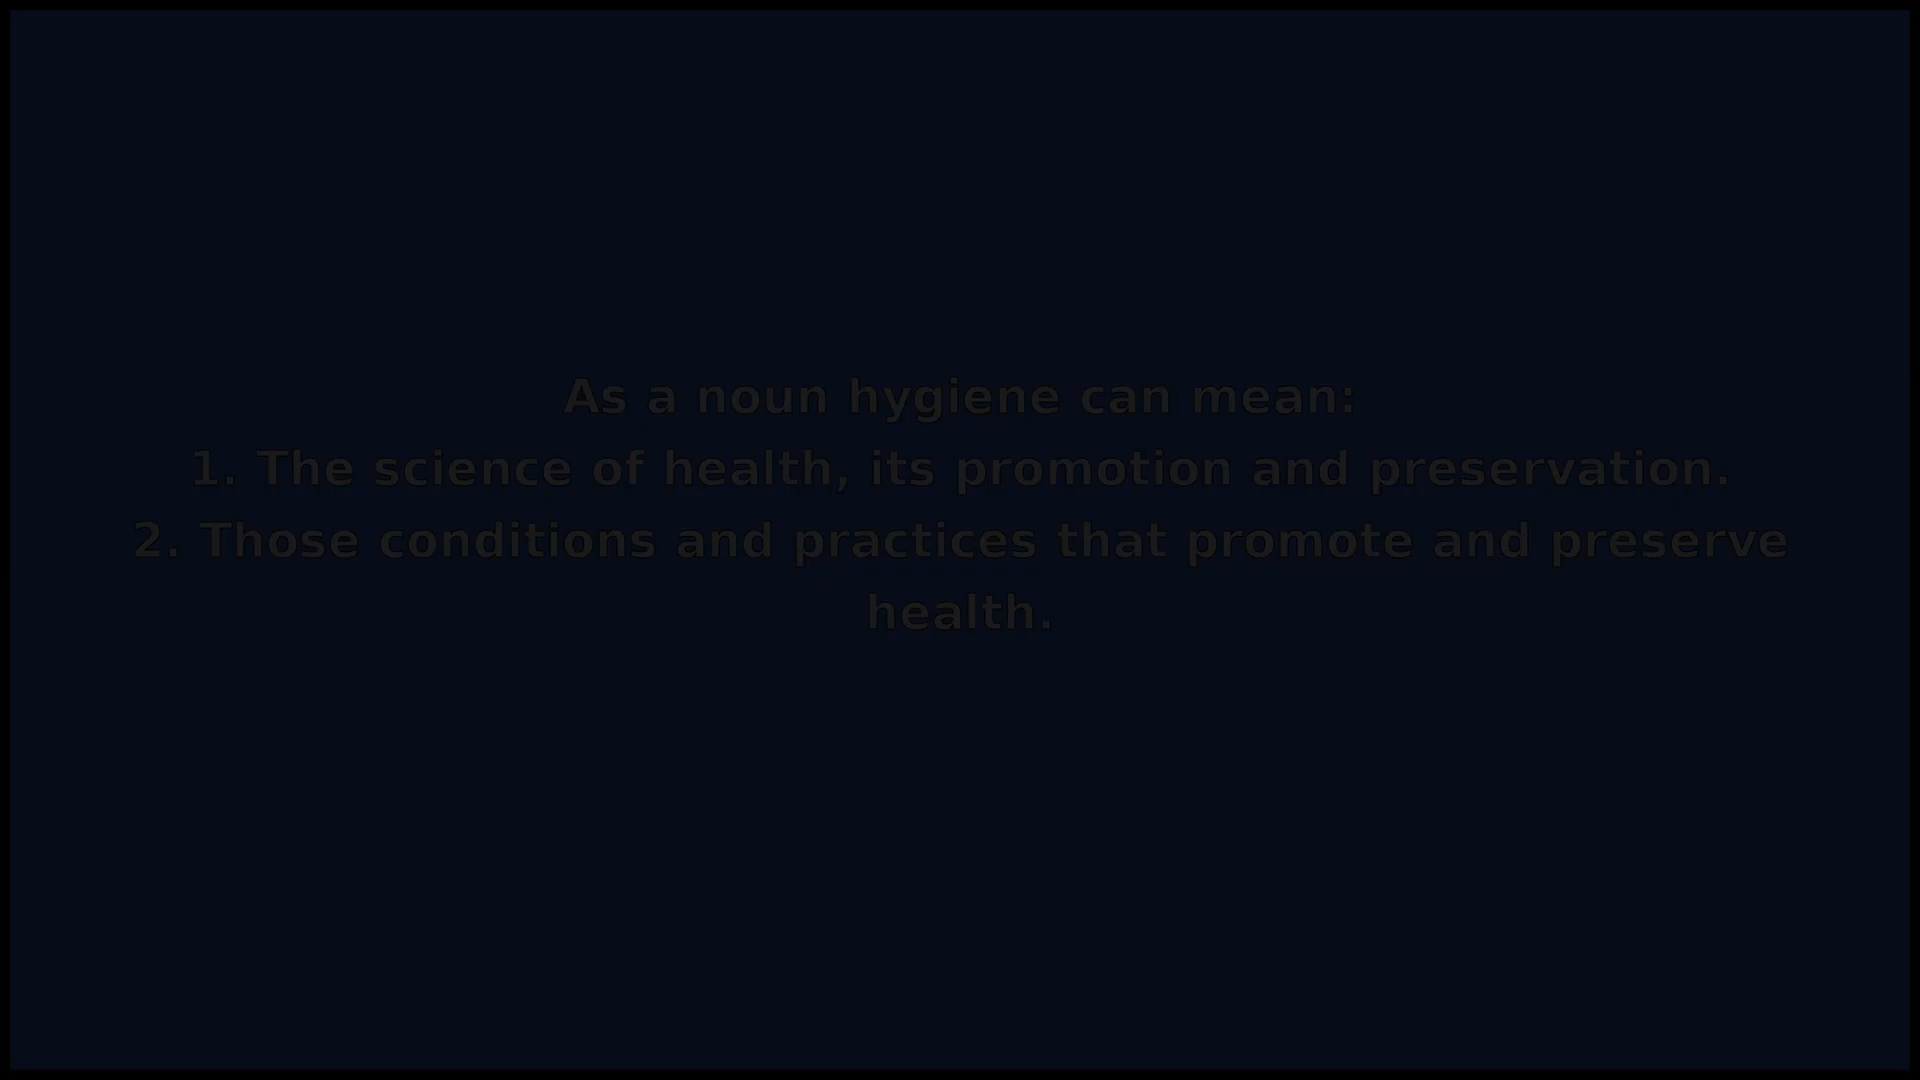 As a noun hygiene can mean:
1. The science of health, its promotion and preservation.
2. Those conditions and practices that promote and preserve
health.